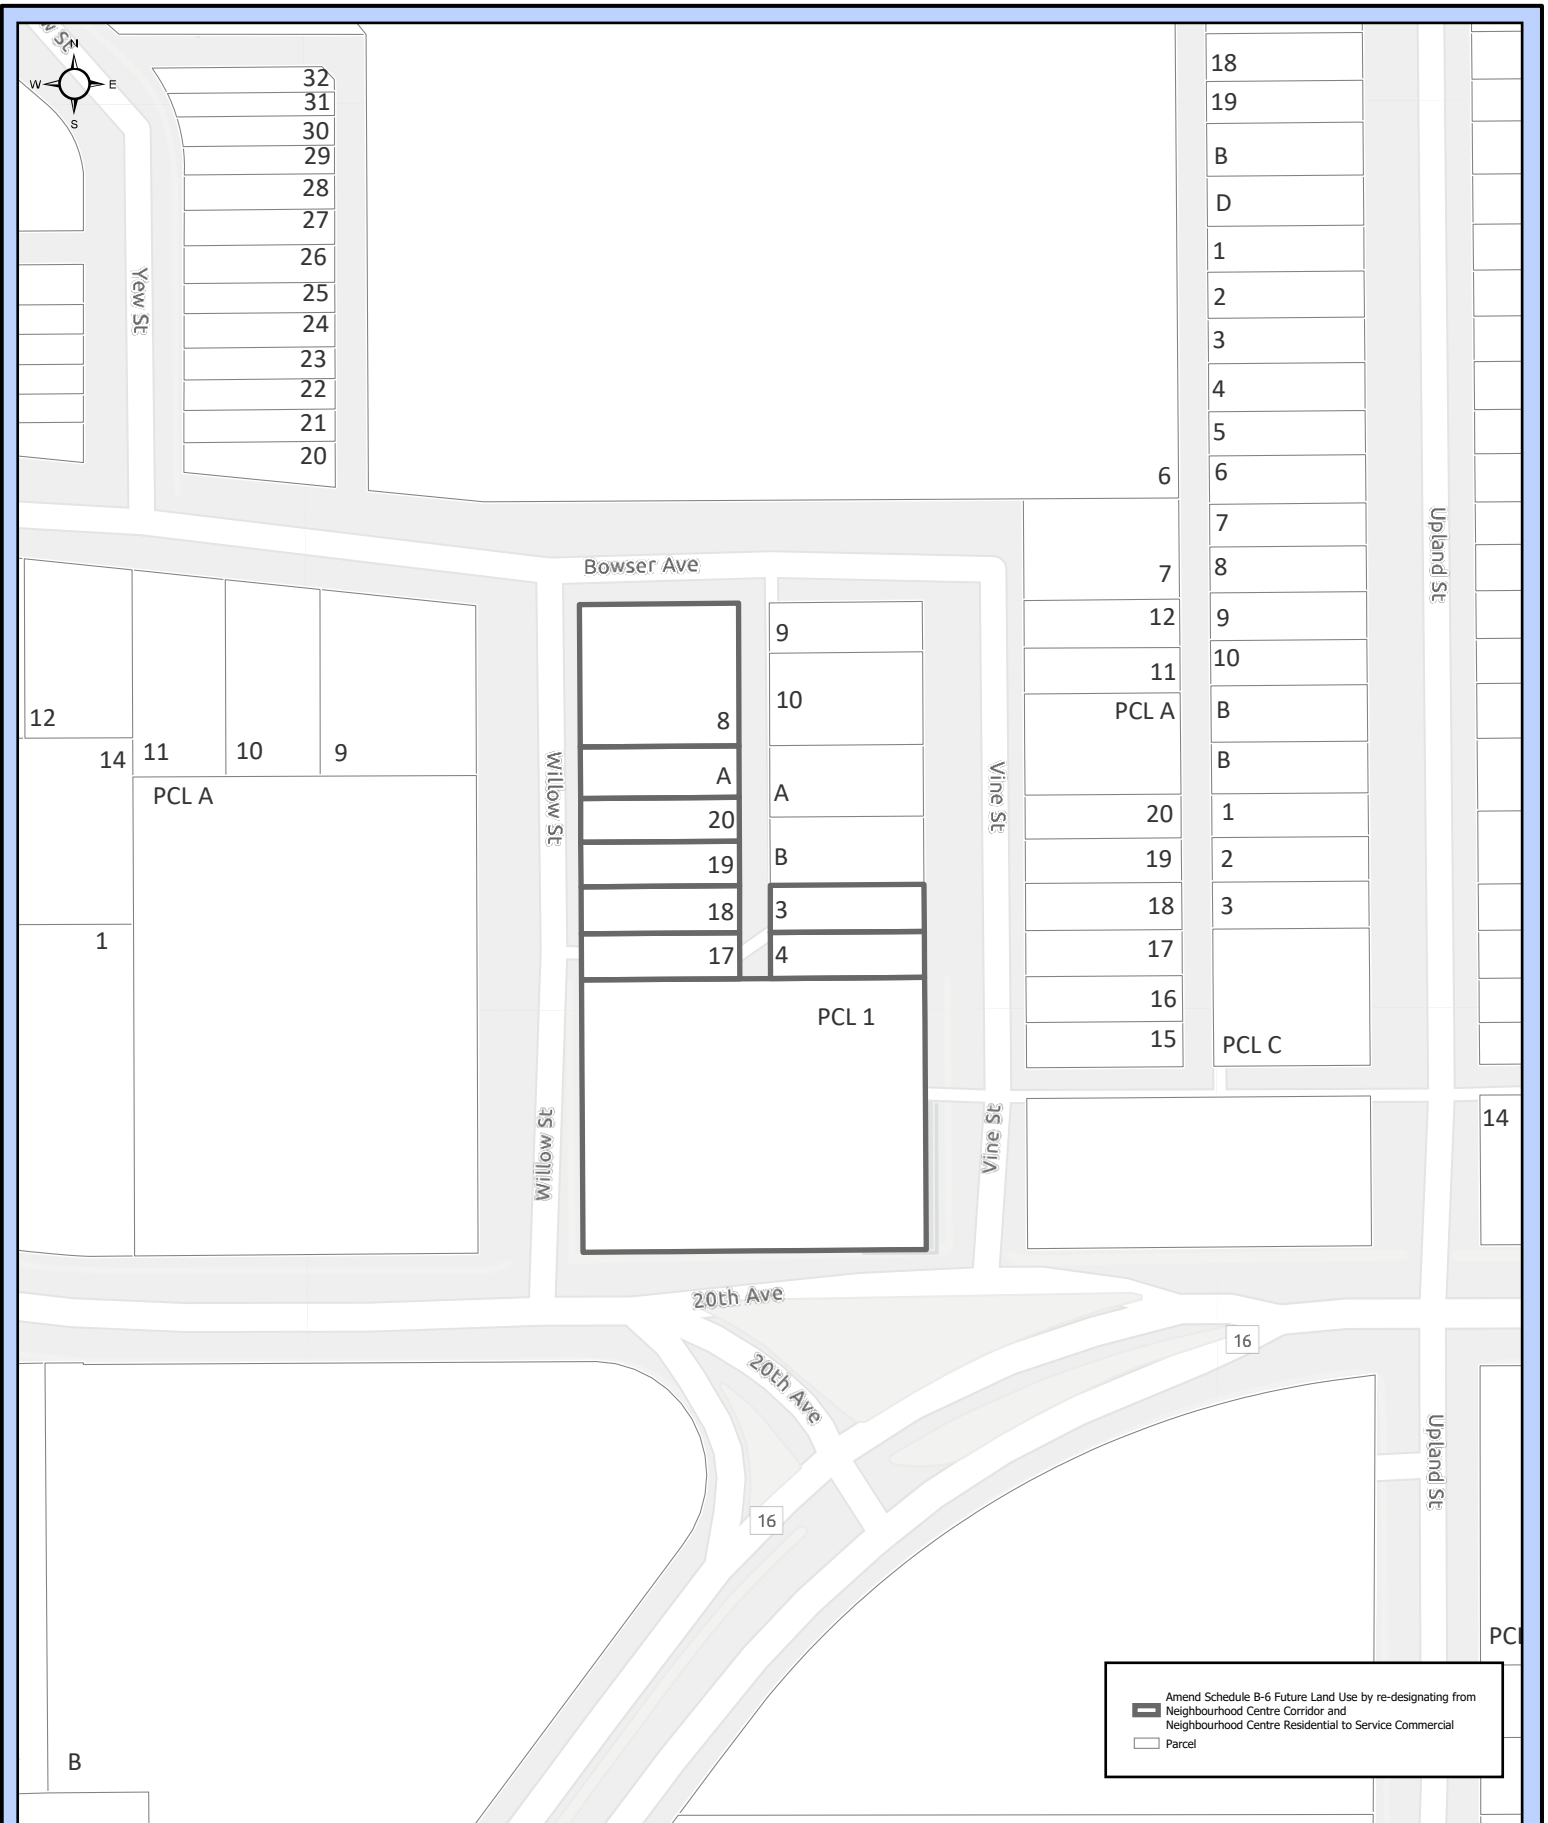 w St
N
W
E
S
32
31
30
29
28
27
26
25
24
23
22
21
20
Yew St
18
19
B
D
1
2
3
4
5
6
7
8
9
10
B
B
1
2
3
PCL C
Upland St
6
7
12
11
PCL A
20
19
18
17
16
15
Bowser Ave
12
14
11
10
9
PCL A
1
Willow St
8
A
20
19
18
17
9
10
A
B
3
4
PCL 1
Vine St
Willow St
Vine St
14
20th Ave
20th Ave
16
16
Upland St
PCL
B
Amend Schedule B-6 Future Land Use by re-designating from
Neighbourhood Centre Corridor and
Neighbourhood Centre Residential to Service Commercial
Parcel